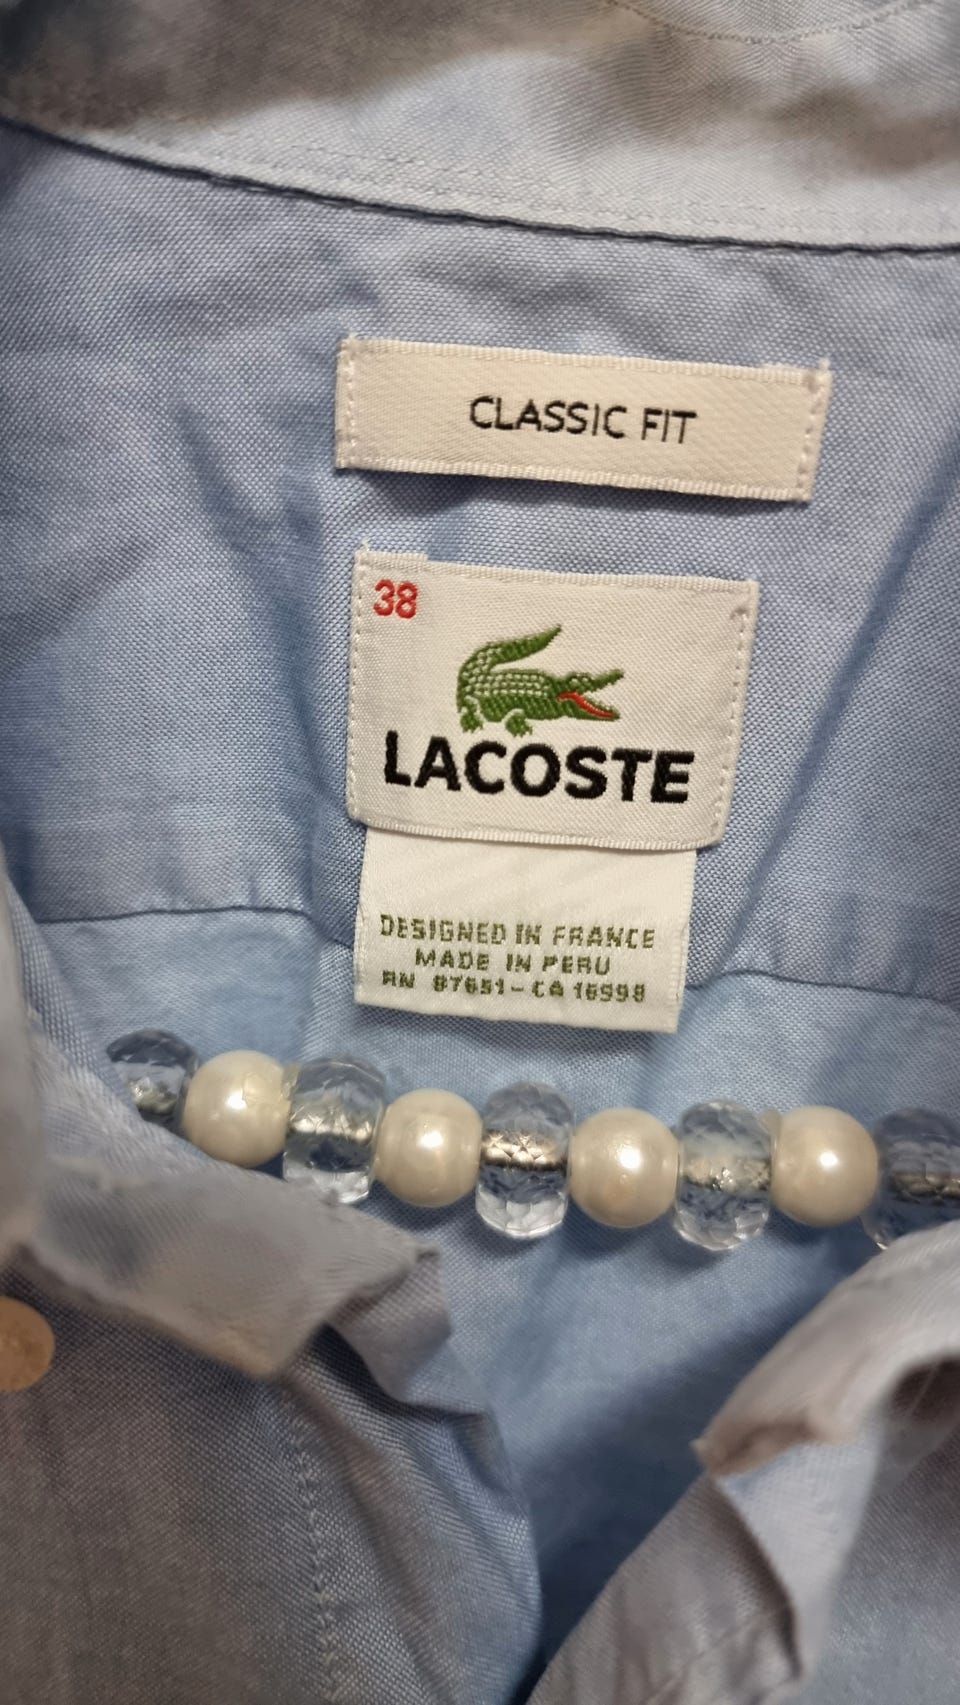 CLASSIC FIT
38
LACOSTE
DESIGNED IN FRANCE
MADE IN PERU
RN 87651-CA 16998